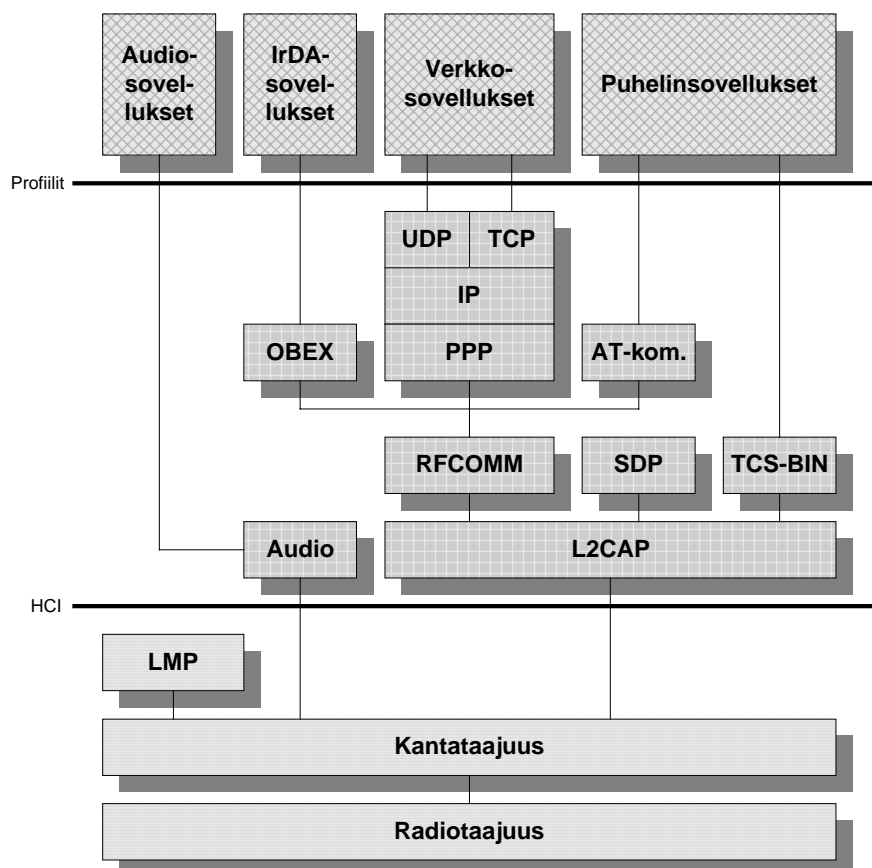 Audio-
sovel-
lukset
IrDA-
sovel-
lukset
Verkko-
sovellukset
Puhelinsovellukset
Profiilit
UDP
TCP
IP
OBEX
PPP
AT-kom.
RFCOMM
SDP
TCS-BIN
Audio
L2CAP
HCI
LMP
Kantataajuus
Radiotaajuus